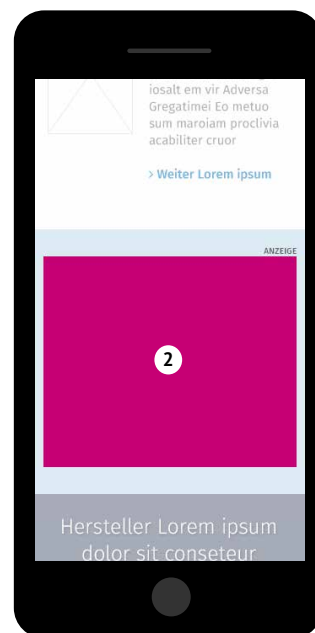 iosalt em vir Adversa
Gregatimei Eo metuo
sum maroiam proclivia
acabiliter cruor
> Weiter Lorem ipsum
ANZEIGE
2
Hersteller Lorem ipsum
dolor sit conseteur